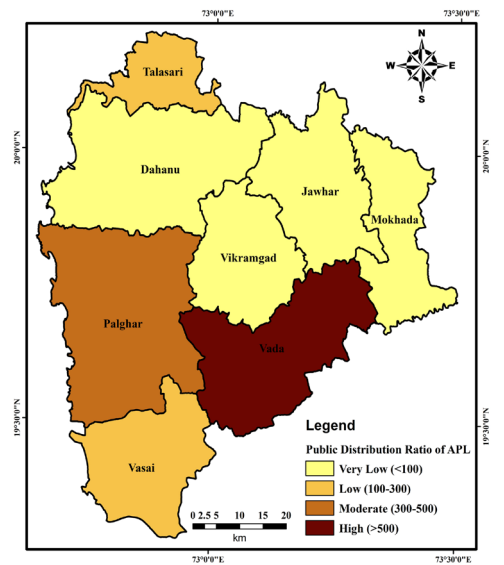 73°0'0"E 73°30'0"E
N
W E
S
Talasari
20°0'0"N 20°0'0"N
Dahanu
Jawhar
Mokhada
Vikramgad
Palghar
Vada
19°30'0"N 19°30'0"N
Vasai
Legend
Public Distribution Ratio of APL
Very Low (<100)
Low (100-300)
Moderate (300-500)
High (>500)
0 2.5 5 10 15 20
km
73°0'0"E 73°30'0"E